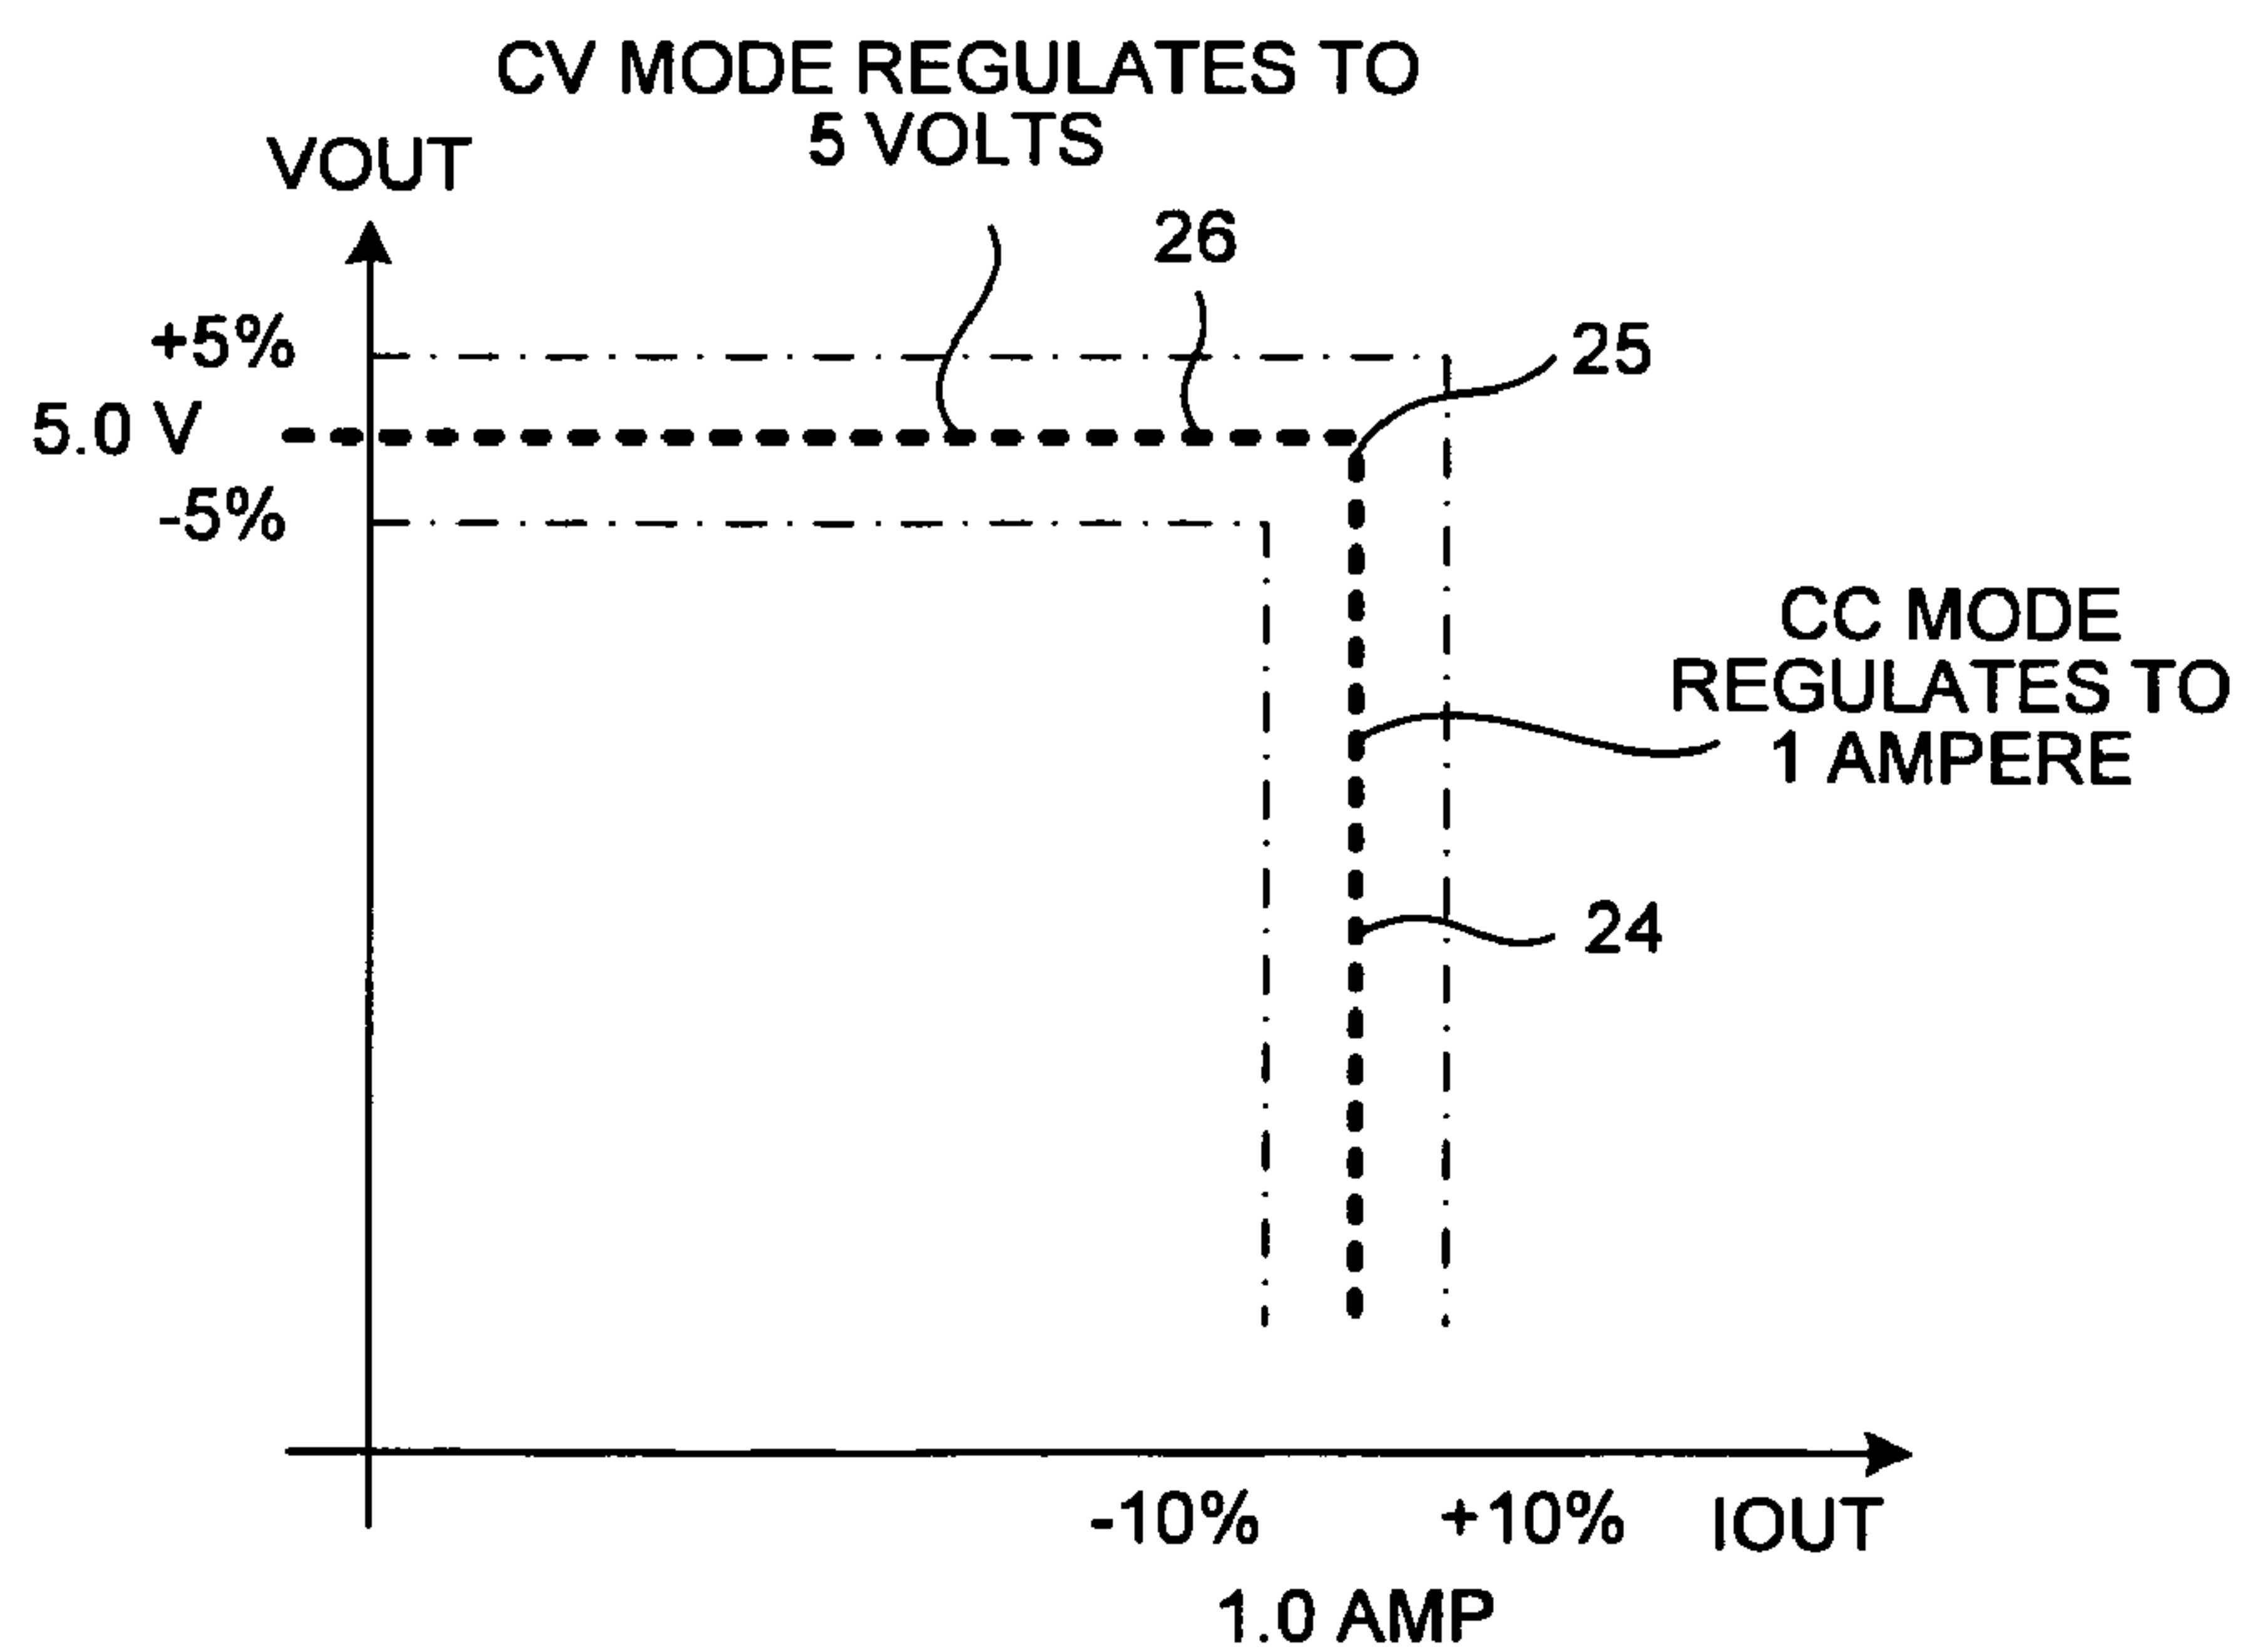 CV MODE REGULATES TO
5 VOLTS
VOUT
26
+5%
25
5.0 V
-5%
CC MODE
REGULATES TO
1 AMPERE
24
-10%
+10%
IOUT
1.0 AMP